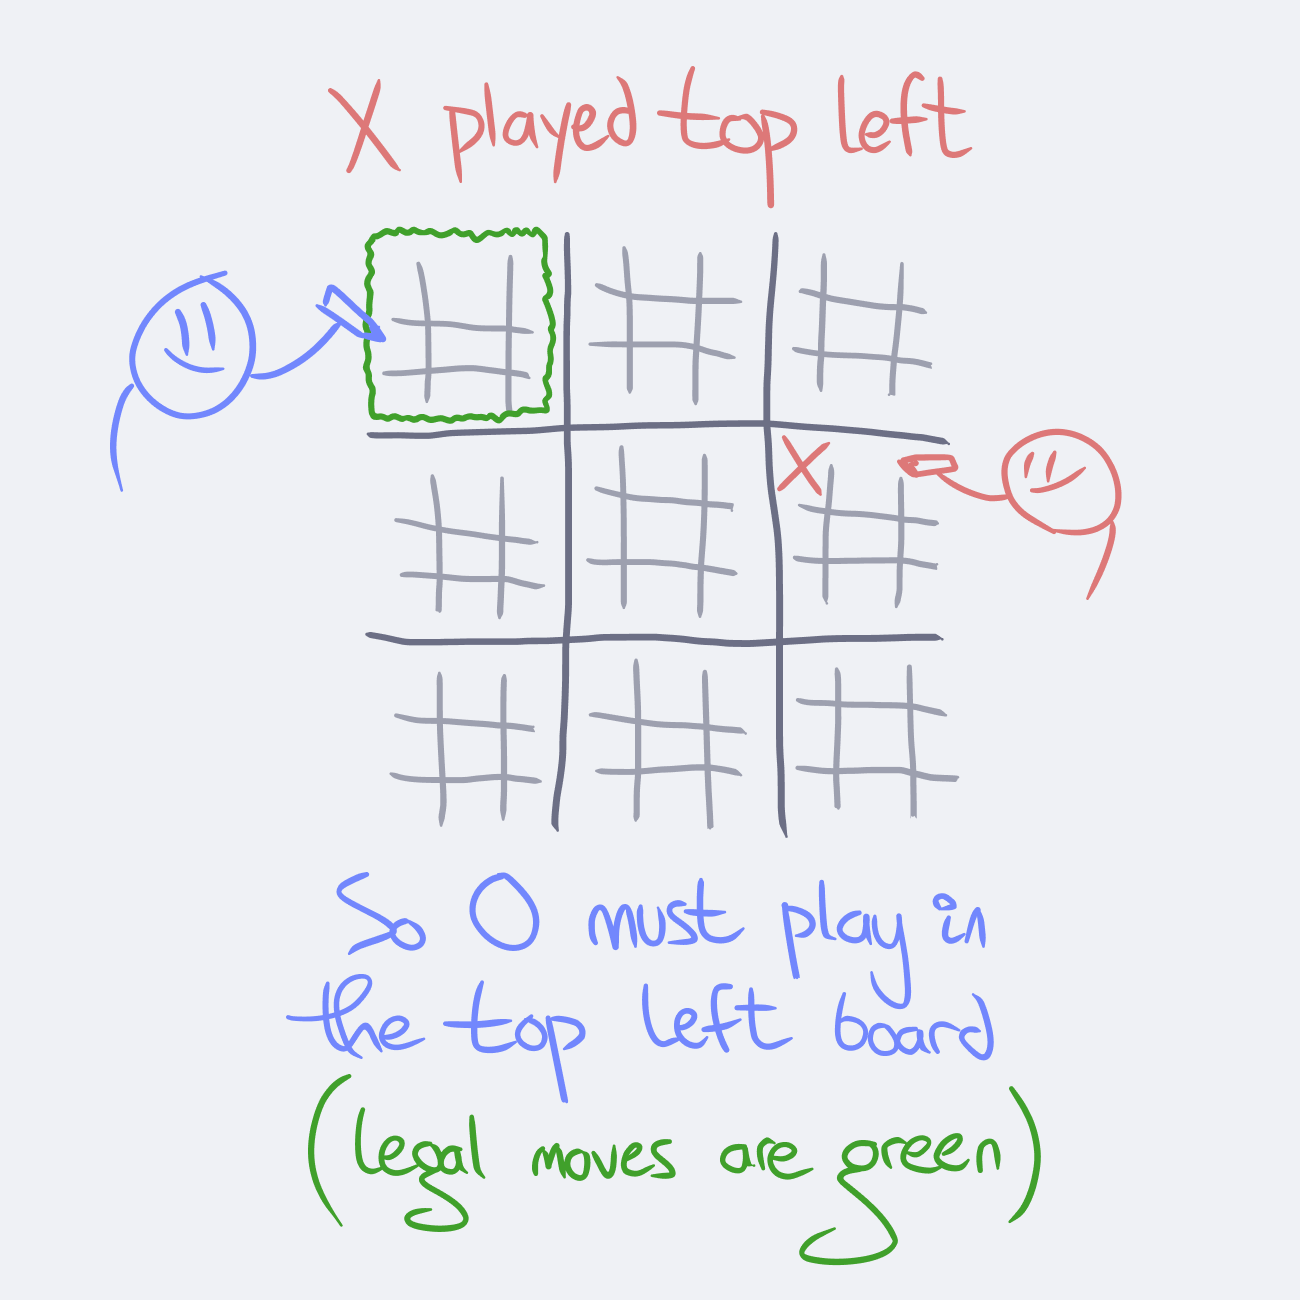 X played top left
X
So O must play in
the top left board
(legal moves are green)